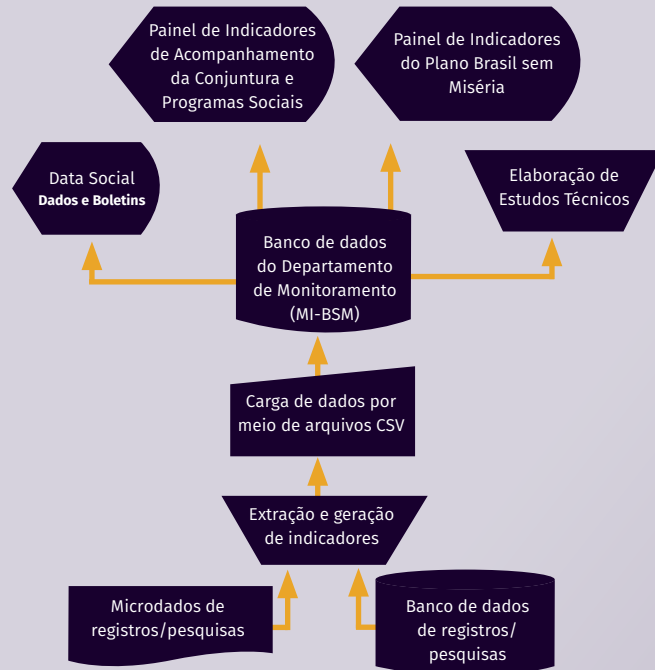 Painel de Indicadores
de Acompanhamento
da Conjuntura e
Programas Sociais
Painel de Indicadores
do Plano Brasil sem
Miséria
Data Social
Dados e Boletins
Elaboração de
Estudos Técnicos
Banco de dados
do Departamento
de Monitoramento
(MI-BSM)
Carga de dados por
meio de arquivos CSV
Extração e geração
de indicadores
Microdados de
registros/pesquisas
Banco de dados
de registros/
pesquisas